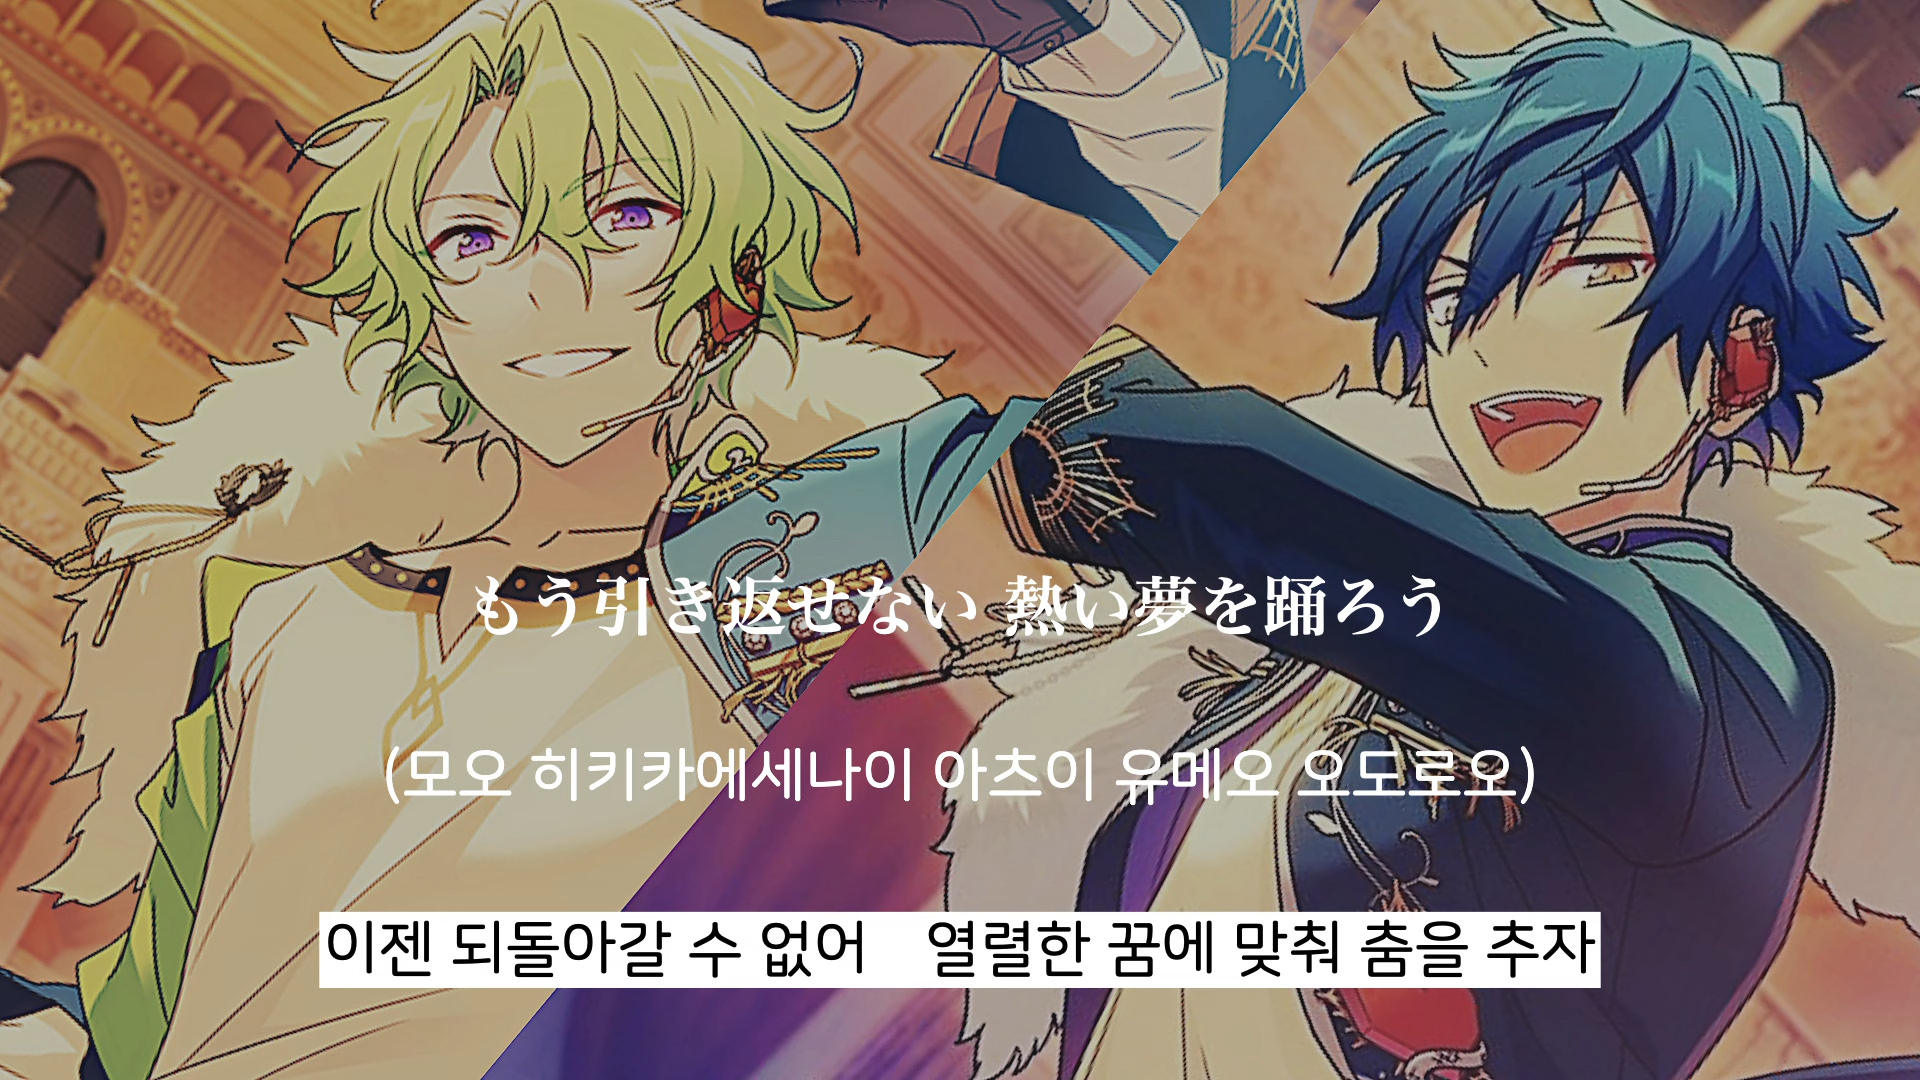 もう引き返せない 熱い夢を踊ろう
(모오 히키카에세나이 아츠이 유메오 오도로오)
이젠 되돌아갈 수 없어　열렬한 꿈에 맞춰 춤을 추자